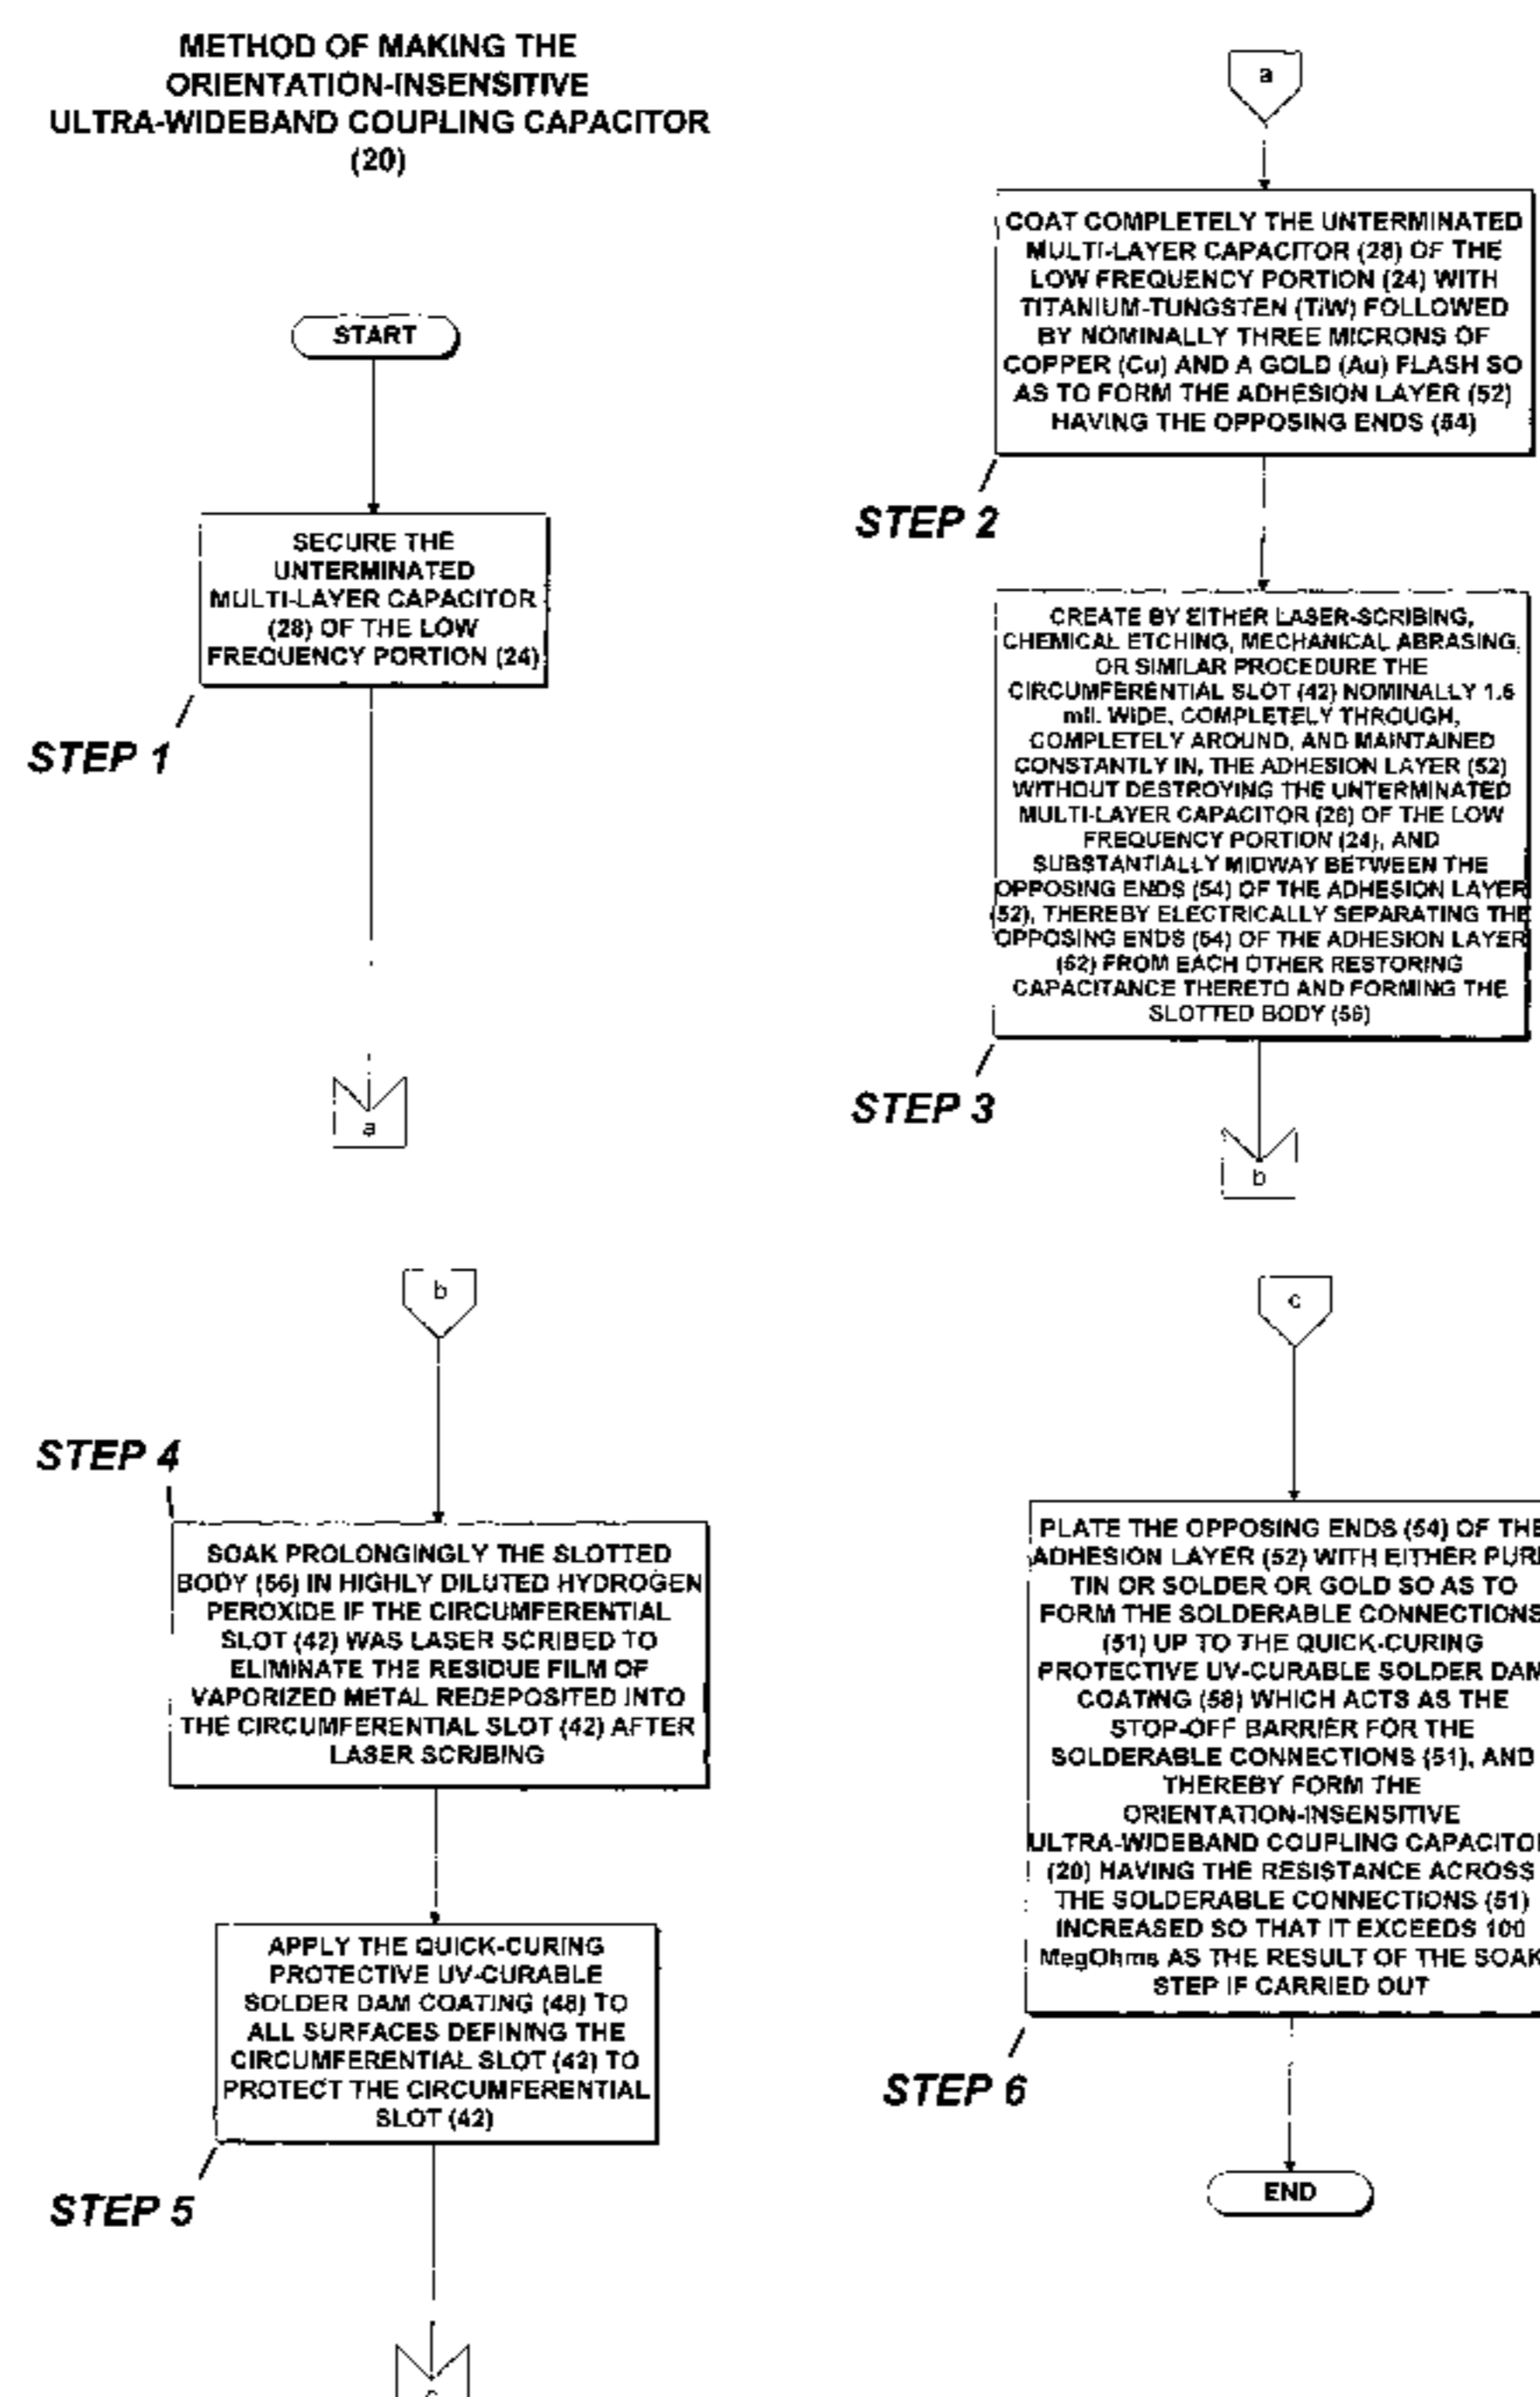 METHOD OF MAKING THE
ORIENTATION-INSENSITIVE
ULTRA-WIDEBAND COUPLING CAPACITOR
(20)
START
SECURE THE
UNTERMINATED
MULTI-LAYER CAPACITOR
(28) OF THE LOW
FREQUENCY PORTION (24)
STEP 1
a
a
COAT COMPLETELY THE UNTERMINATED
MULTI-LAYER CAPACITOR (28) OF THE
LOW FREQUENCY PORTION (24) WITH
TITANIUM-TUNGSTEN (TiW) FOLLOWED
BY NOMINALLY THREE MICRONS OF
COPPER (Cu) AND A GOLD (Au) FLASH SO
AS TO FORM THE ADHESION LAYER (52)
HAVING THE OPPOSING ENDS (54)
STEP 2
CREATE BY EITHER LASER-SCRIBING,
CHEMICAL ETCHING, MECHANICAL ABRASING,
OR SIMILAR PROCEDURE THE
CIRCUMFERENTIAL SLOT (42) NOMINALLY
mil. WIDE, COMPLETELY THROUGH,
COMPLETELY AROUND, AND MAINTAINED
CONSTANTLY IN, THE ADHESION LAYER (52)
WITHOUT DESTROYING THE UNTERMINATED
MULTI-LAYER CAPACITOR (28) OF THE LOW
FREQUENCY PORTION (24), AND
SUBSTANTIALLY MIDWAY BETWEEN THE
OPPOSING ENDS (54) OF THE ADHESION LAYER
(52), THEREBY ELECTRICALLY SEPARATING THE
OPPOSING ENDS (54) OF THE ADHESION LAYER
(52) FROM EACH OTHER RESTORING
CAPACITANCE THERETO AND FORMING THE
SLOTTED BODY (56)
STEP 3
b
b
STEP 4
SOAK PROLONGINGLY THE SLOTTED
BODY (56) IN HIGHLY DILUTED HYDROGEN
PEROXIDE IF THE CIRCUMFERENTIAL
SLOT (42) WAS LASER SCRIBED TO
ELIMINATE THE RESIDUE FILM OF
VAPORIZED METAL REDEPOSITED INTO
THE CIRCUMFERENTIAL SLOT (42) AFTER
LASER SCRIBING
APPLY THE QUICK-CURING
PROTECTIVE UV-CURABLE
SOLDER DAM COATING (48) TO
ALL SURFACES DEFINING THE
CIRCUMFERENTIAL SLOT (42) TO
PROTECT THE CIRCUMFERENTIAL
SLOT (42)
STEP 5
c
PLATE THE OPPOSING ENDS (54) OF THE
ADHESION LAYER (52) WITH EITHER PURE
TIN OR SOLDER OR GOLD SO AS TO
FORM THE SOLDERABLE CONNECTIONS
(51) UP TO THE QUICK-CURING
PROTECTIVE UV-CURABLE SOLDER DAM
COATING (58) WHICH ACTS AS THE
STOP-OFF BARRIER FOR THE
SOLDERABLE CONNECTIONS (51), AND
THEREBY FORM THE
ORIENTATION-INSENSITIVE
ULTRA-WIDEBAND COUPLING CAPACITOR
(20) HAVING THE RESISTANCE ACROSS
THE SOLDERABLE CONNECTIONS (51)
INCREASED SO THAT IT EXCEEDS 100
MegOhms AS THE RESULT OF THE SOAK
STEP IF CARRIED OUT
STEP 6
END